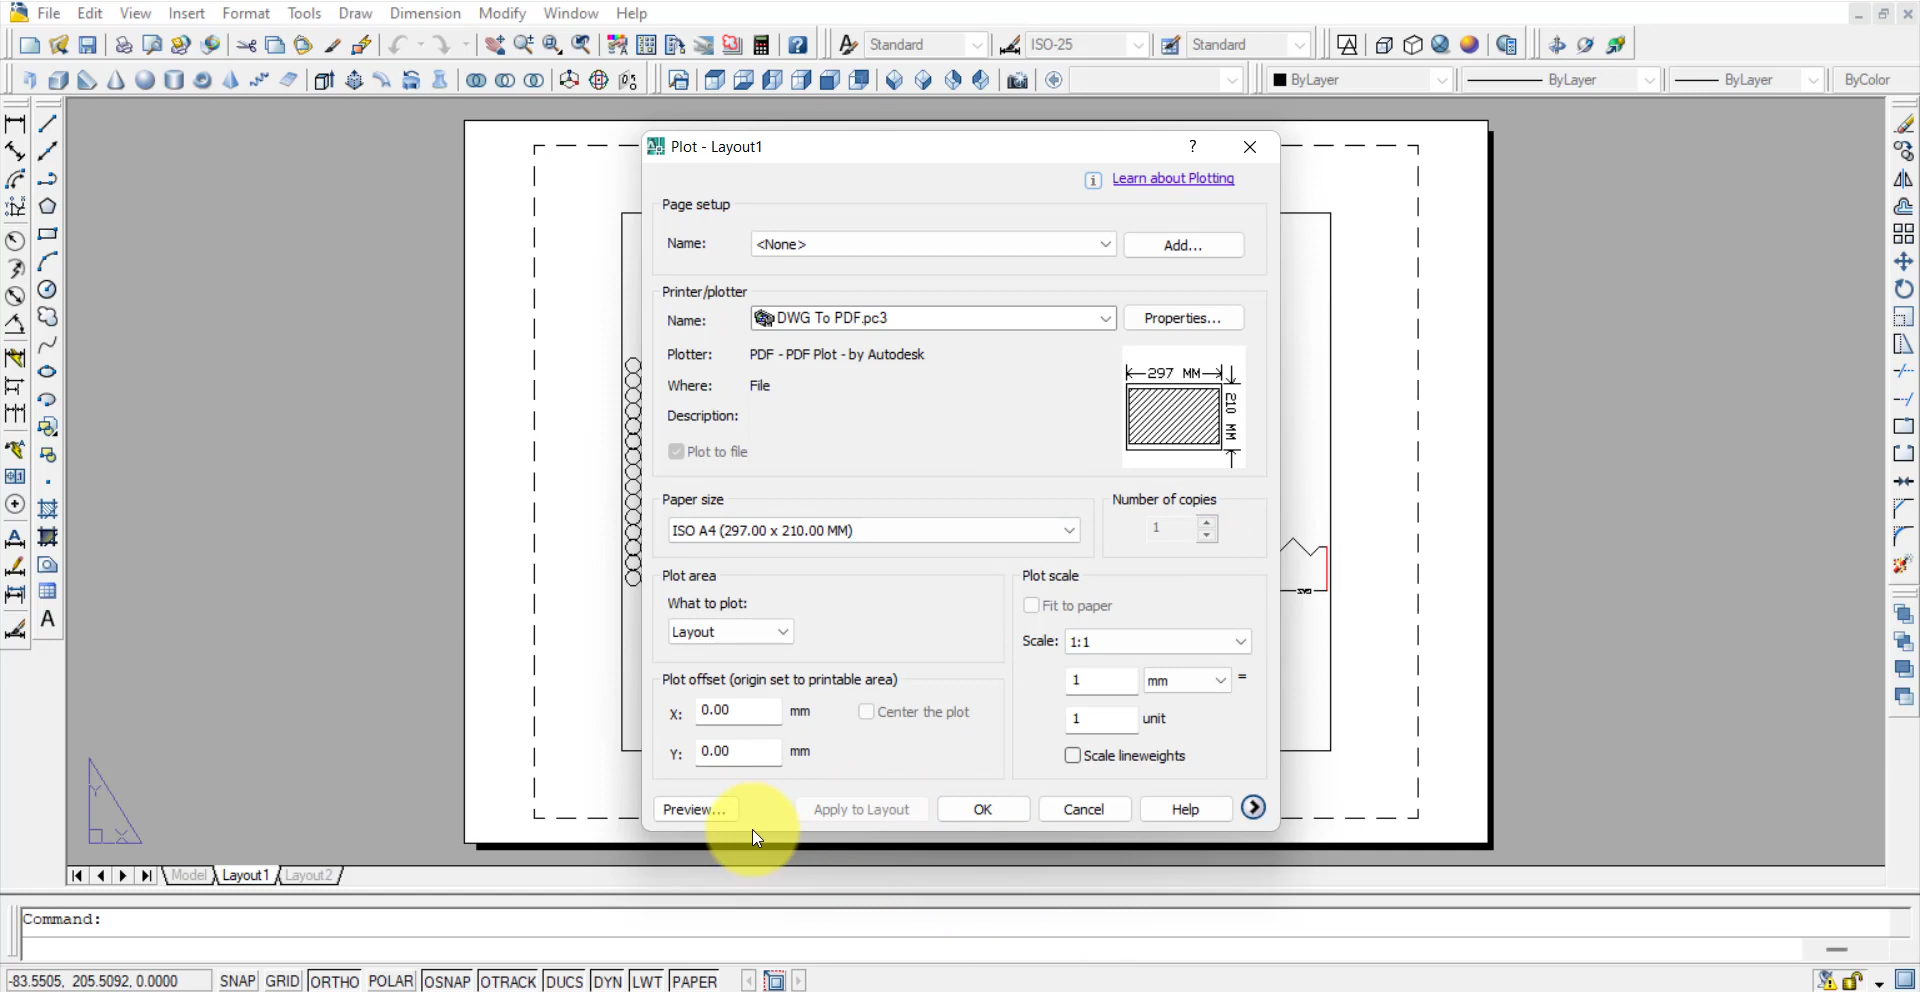 File Edit View Insert Format Tools Draw Dimension Modify Window Help
Standard ISO-25 Standard
ByLayer ByLayer ByLayer ByColor
Plot - Layout1
Learn about Plotting
Page setup
Name: <None> Add...
Printer/plotter
Name: DWG To PDF.pc3 Properties...
Plotter: PDF - PDF Plot - by Autodesk
Where: File
Description:
Plot to file
297 MM
210 MM
Paper size
ISO A4 (297.00 x 210.00 MM)
Number of copies
1
Plot area
What to plot:
Layout
Plot scale
Fit to paper
Scale: 1:1
1 mm =
1 unit
Scale lineweights
Plot offset (origin set to printable area)
X: 0.00 mm Center the plot
Y: 0.00 mm
Preview... Apply to Layout OK Cancel Help
Y
X
Model Layout1 Layout2
Command:
-83.5505, 205.5092, 0.0000 SNAP GRID ORTHO POLAR OSNAP OTRACK DUCS DYN LWT PAPER